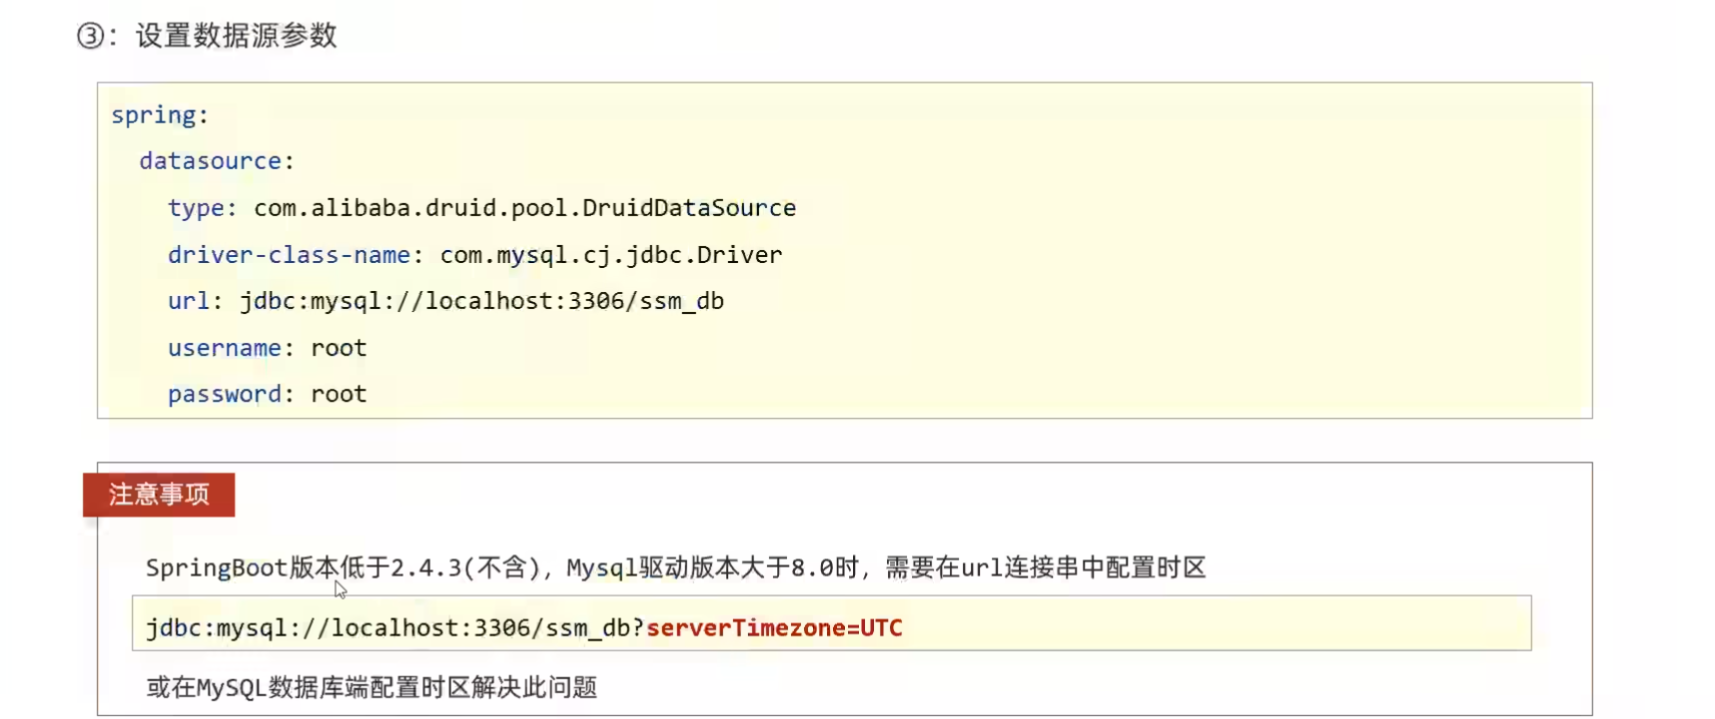 ③：设置数据源参数
spring:
  datasource:
    type: com.alibaba.druid.pool.DruidDataSource
    driver-class-name: com.mysql.cj.jdbc.Driver
    url: jdbc:mysql://localhost:3306/ssm_db
    username: root
    password: root
注意事项
SpringBoot版本低于2.4.3(不含)，Mysql驱动版本大于8.0时，需要在url连接串中配置时区
jdbc:mysql://localhost:3306/ssm_db?serverTimezone=UTC
或在MySQL数据库端配置时区解决此问题